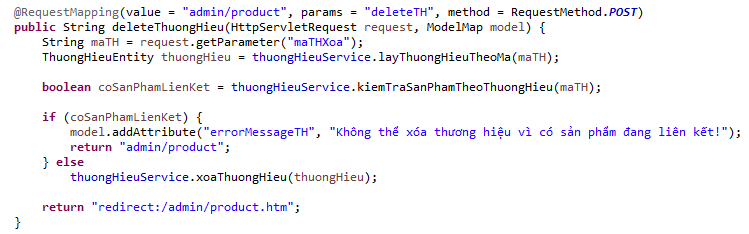 @RequestMapping(value = "admin/product", params = "deleteTH", method = RequestMethod.POST)
public String deleteThuongHieu(HttpServletRequest request, ModelMap model) {
    String maTH = request.getParameter("maTHXoa");
    ThuongHieuEntity thuongHieu = thuongHieuService.layThuongHieuTheoMa(maTH);

    boolean coSanPhamLienKet = thuongHieuService.kiemTraSanPhamTheoThuongHieu(maTH);

    if (coSanPhamLienKet) {
        model.addAttribute("errorMessageTH", "Không thể xóa thương hiệu vì có sản phẩm đang liên kết!");
        return "admin/product";
    } else
        thuongHieuService.xoaThuongHieu(thuongHieu);

    return "redirect:/admin/product.htm";
}